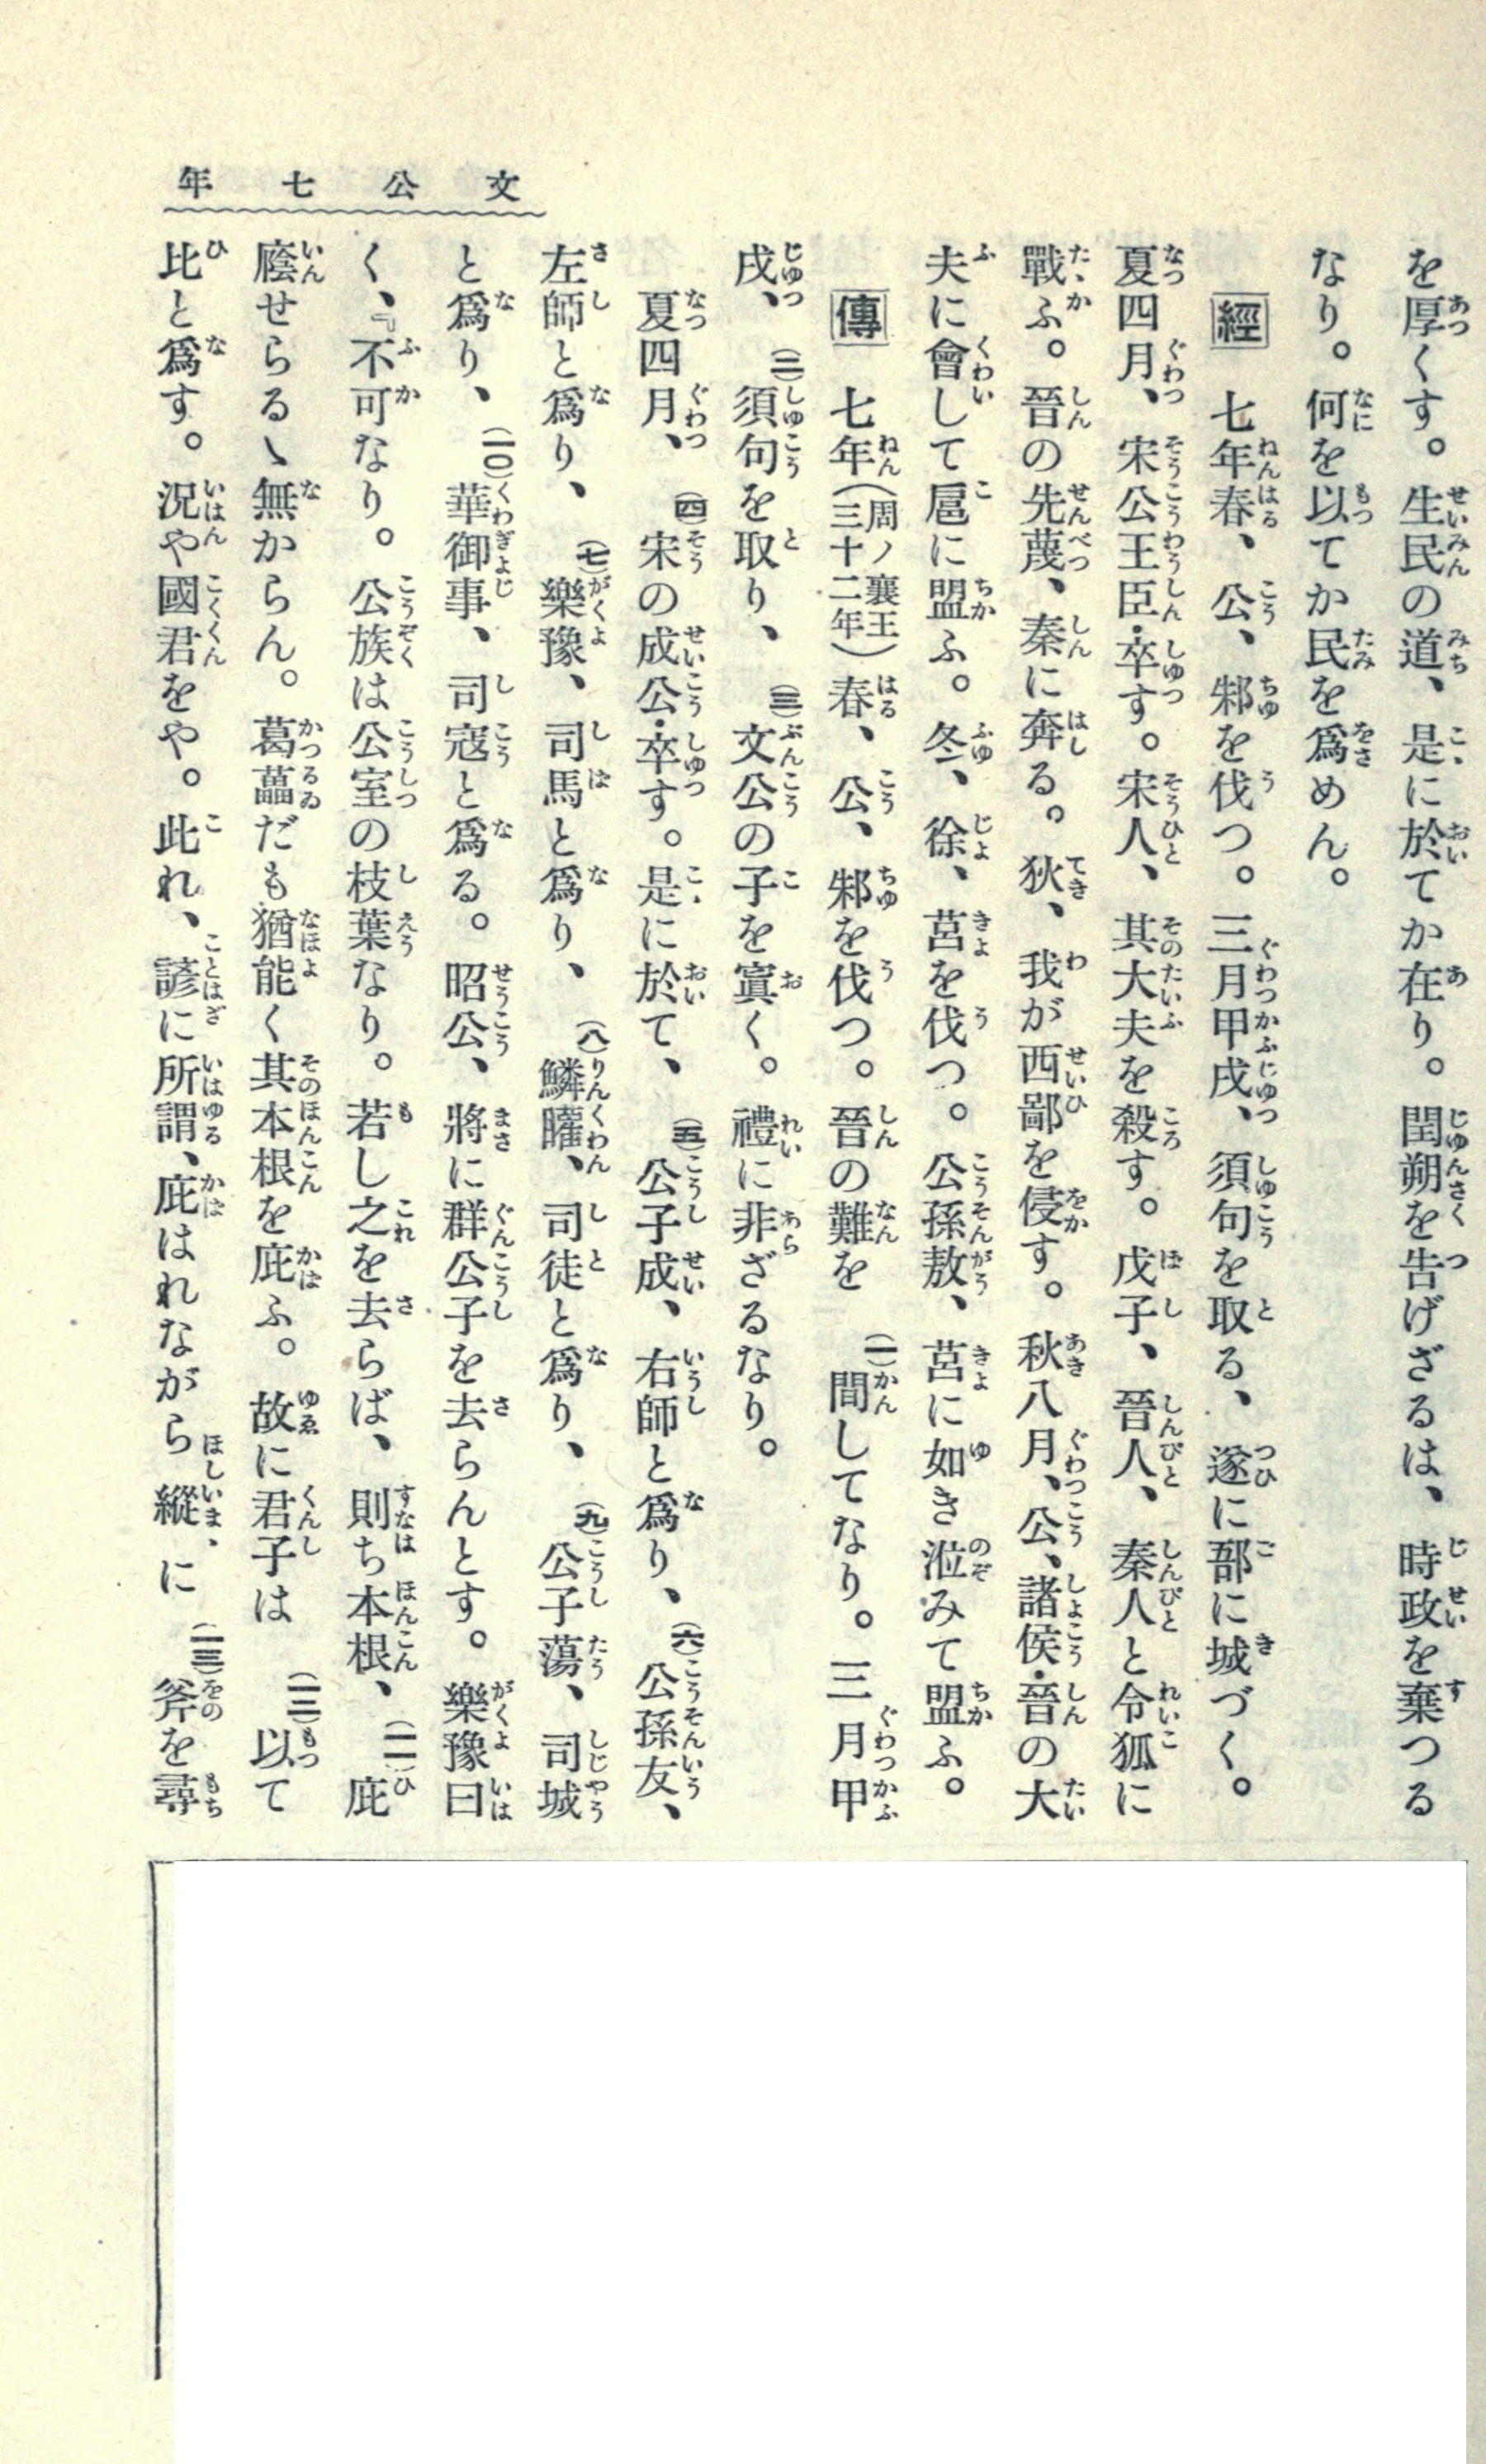 文公七年
を厚くす。生民の道、是に於てか在り。閏朔を告げざるは、時政を棄つる
なり。何を以てか民を爲めん。
經 七年春、公、邾を伐つ。三月甲戌、須句を取る、遂に郚に城づく。
夏四月、宋公王臣・卒す。宋人、其大夫を殺す。戊子、晉人、秦人と令狐に
戰ふ。晉の先蔑、秦に奔る。狄、我が西鄙を侵す。秋八月、公、諸侯・晉の大
夫に會して扈に盟ふ。冬、徐、莒を伐つ。公孫敖、莒に如き涖みて盟ふ。
傳 七年(周ノ襄王三十二年)春、公、邾を伐つ。晉の難を(一)間してなり。三月甲
戌、(二)須句を取り、(三)文公の子を寘く。禮に非ざるなり。
夏四月、(四)宋の成公・卒す。是に於て、(五)公子成、右師と爲り、(六)公孫友、
左師と爲り、(七)樂豫、司馬と爲り、(八)鱗矔、司徒と爲り、(九)公子蕩、司城
と爲り、(一〇)華御事、司寇と爲る。昭公、將に群公子を去らんとす。樂豫曰
く、『不可なり。公族は公室の枝葉なり。若し之を去らば、則ち本根、(一一)庇
廕せらるゝ無からん。葛藟だも猶能く其本根を庇ふ。故に君子は(一二)以て
比と爲す。況や國君をや。此れ、諺に所謂、庇はれながら縱に(一三)斧を尋